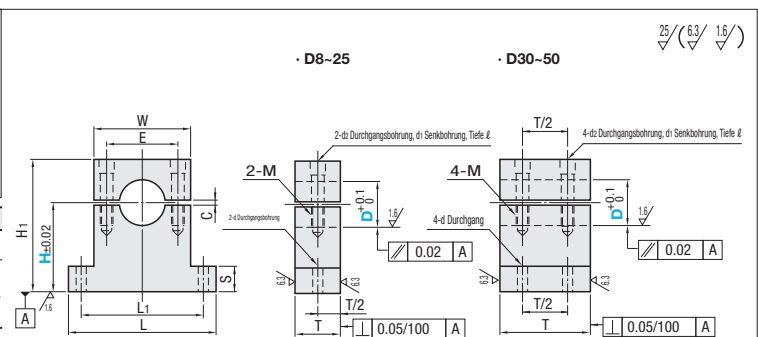 25/(6.3/ 1.6/)
· D8~25
· D30~50
W
E
2-d2 Durchgangsbohrung, d1 Senkbohrung, Tiefe ℓ
T/2
4-d2 Durchgangsbohrung, d1 Senkbohrung, Tiefe ℓ
2-M
4-M
H1
H±0.02
C
D+0.1 0
1.6
D+0.1 0
1.6
2-d Durchgangsbohrung
4-d Durchgang
// 0.02 A
// 0.02 A
S
6.3
6.3
6.3
6.3
A
1.6
L1
L
T/2
T
⊥ 0.05/100 A
T/2
T
⊥ 0.05/100 A